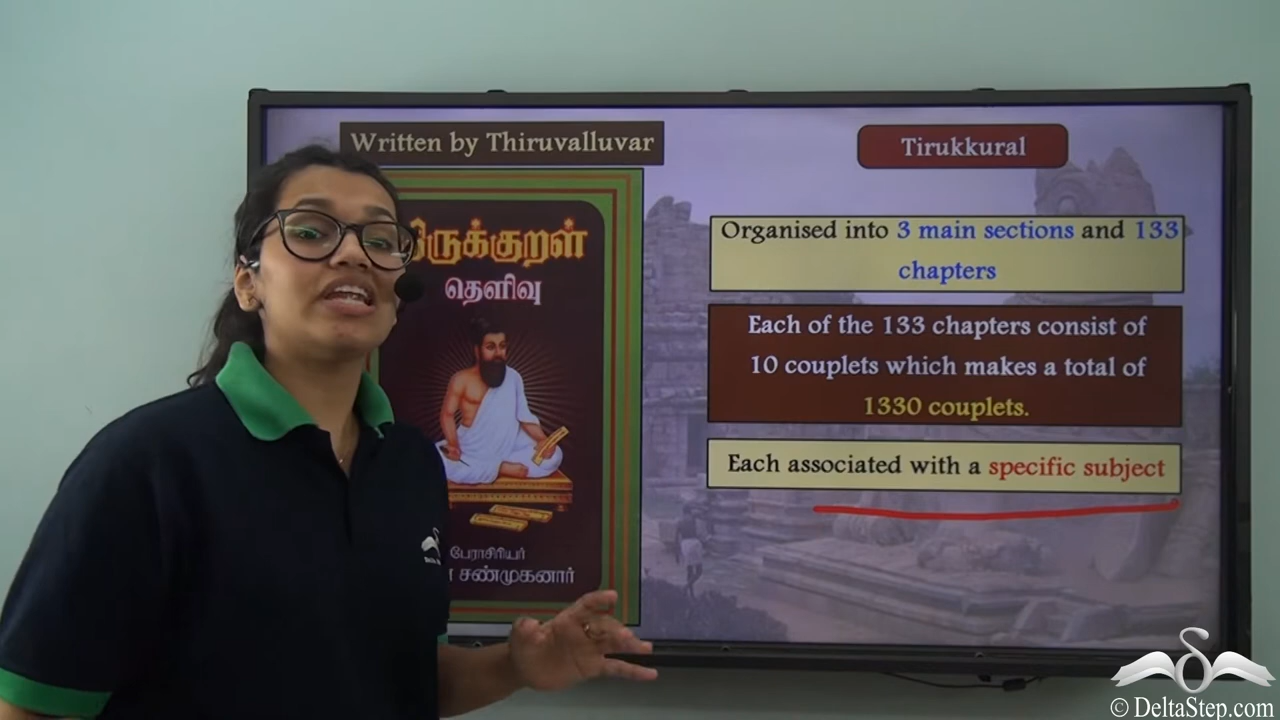 Written by Thiruvalluvar
Tirukkural
தெளிவு
பேராசிரியர்
சண்முகனார்
Organised into 3 main sections and 133
chapters
Each of the 133 chapters consist of
10 couplets which makes a total of
1330 couplets.
Each associated with a specific subject
© DeltaStep.com